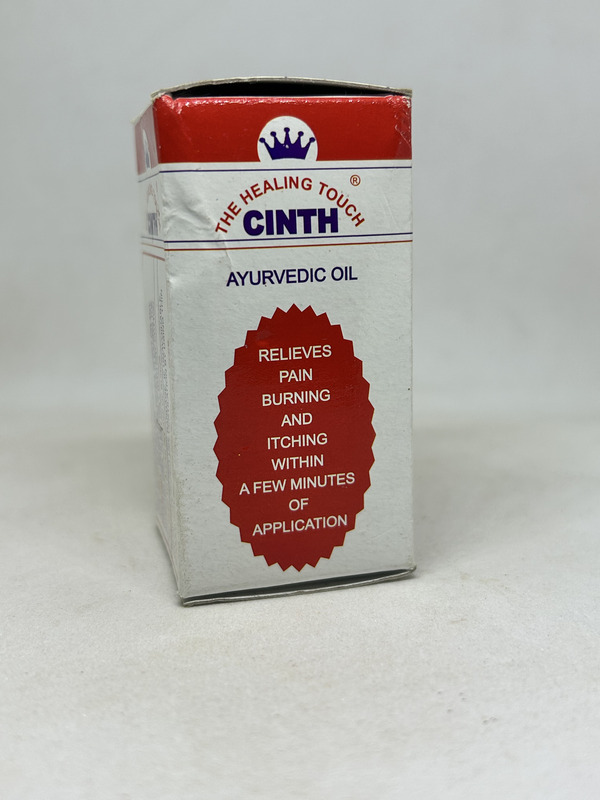 THE HEALING TOUCH ®
CINTH
AYURVEDIC OIL
RELIEVES
PAIN
BURNING
AND
ITCHING
WITHIN
A FEW MINUTES
OF
APPLICATION